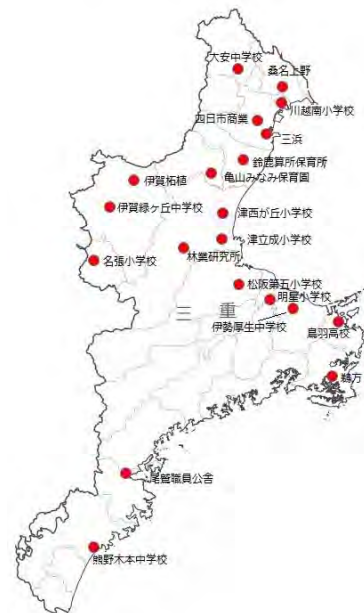 大安中学校
桑名上野
川越南小学校
四日市商業
三浜
鈴鹿算所保育所
亀山みなみ保育園
伊賀拓植
伊賀緑ヶ丘中学校
津西が丘小学校
津立成小学校
林業研究所
名張小学校
松阪第五小学校
明星小学校
三 重
伊勢厚生中学校
鳥羽高校
鵜方
尾鷲職員公舎
熊野木本中学校